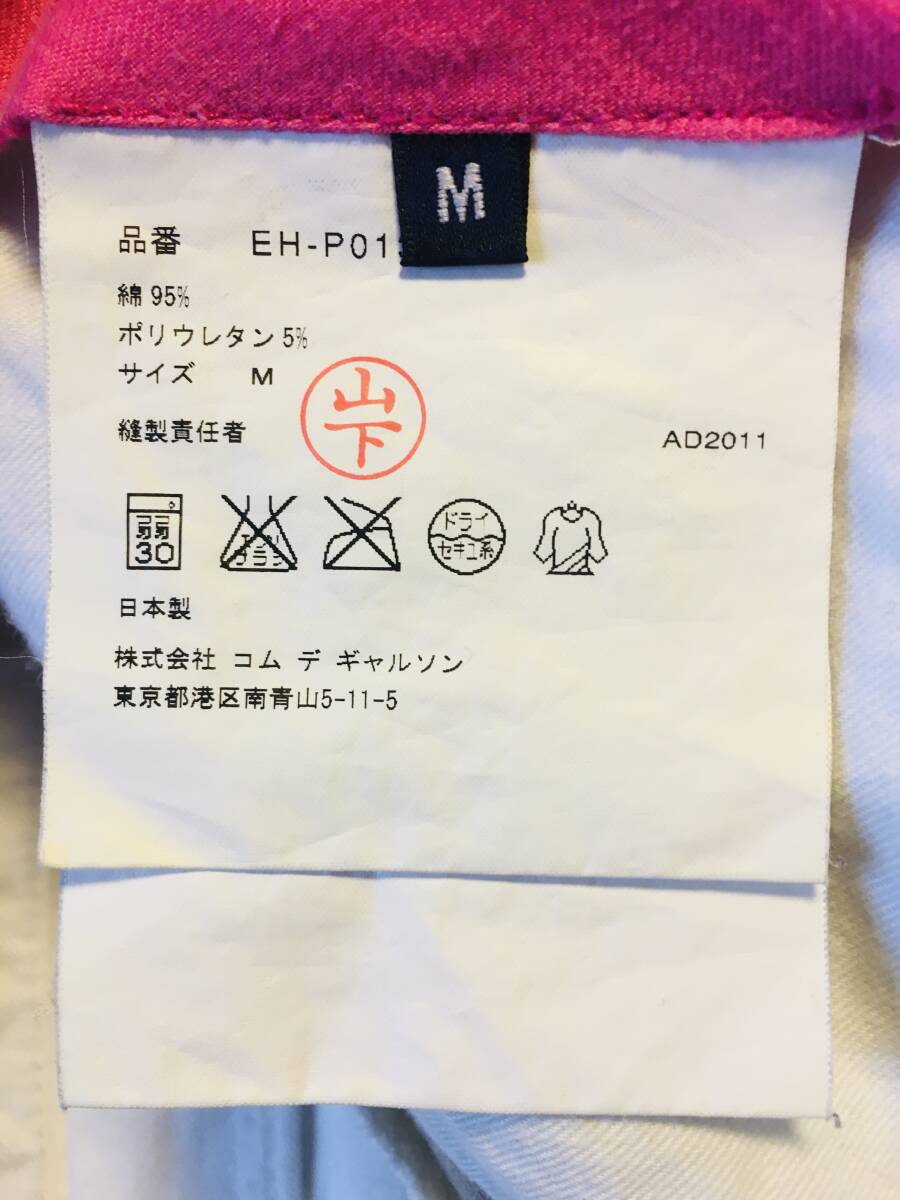 M
品番 EH-P01
綿 95%
ポリウレタン 5%
サイズ M
縫製責任者 山下 AD2011
弱 30 ドライ
セキユ系
日本製
株式会社 コム デ ギャルソン
東京都港区南青山5-11-5